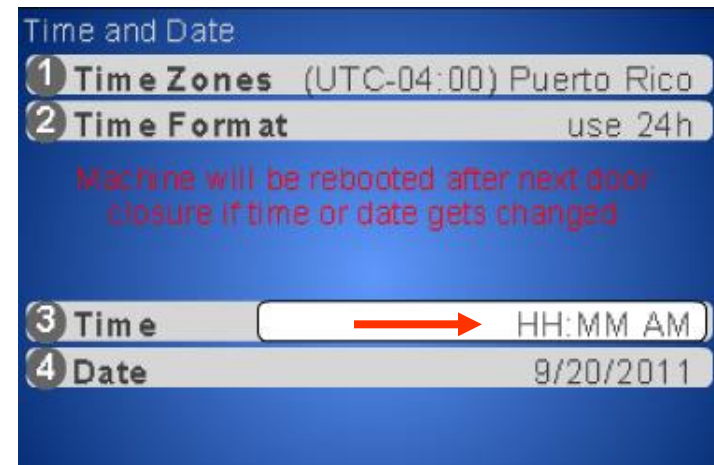 Time and Date
1 Time Zones (UTC-04:00) Puerto Rico
2 Time Format use 24h
Machine will be rebooted after next door
closure if time or date gets changed
3 Time HH:MM AM
4 Date 9/20/2011